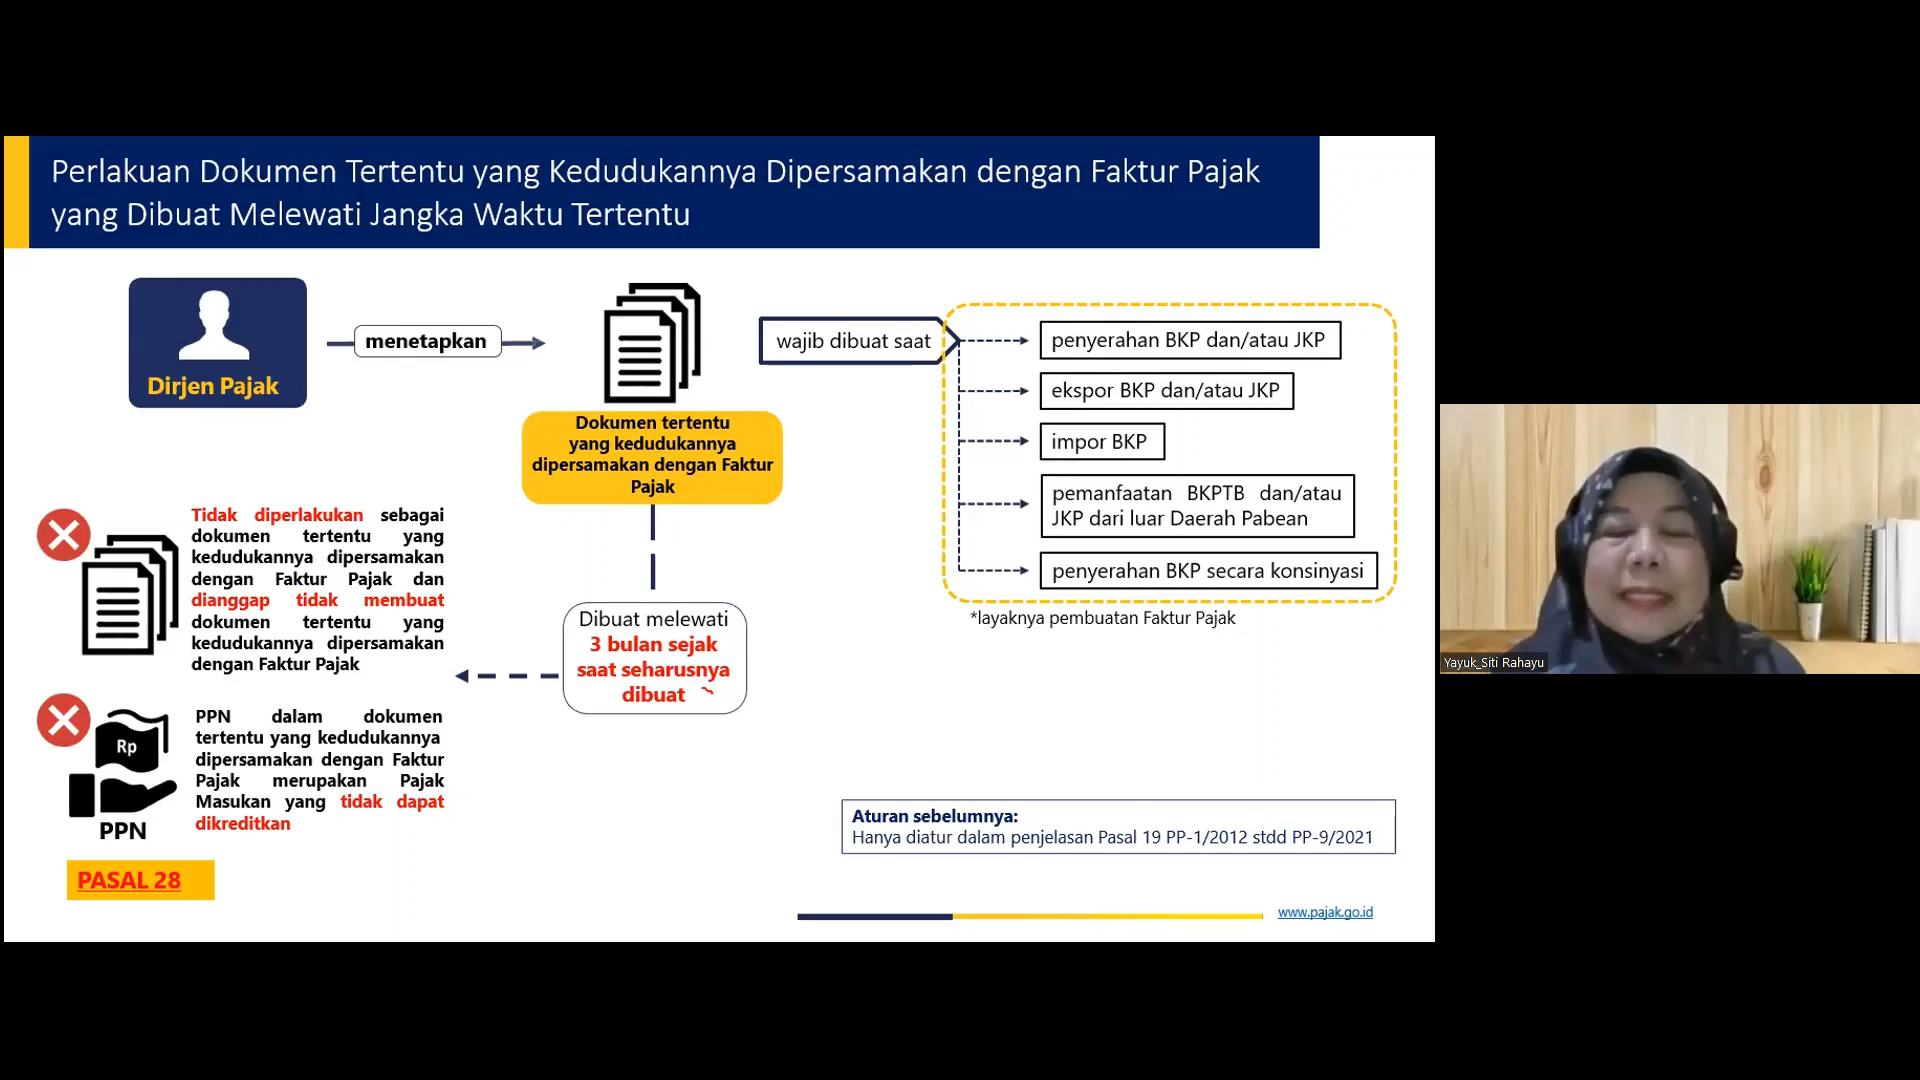 Perlakuan Dokumen Tertentu yang Kedudukannya Dipersamakan dengan Faktur Pajak
yang Dibuat Melewati Jangka Waktu Tertentu
Dirjen Pajak
menetapkan
Dokumen tertentu
yang kedudukannya
dipersamakan dengan Faktur
Pajak
wajib dibuat saat
penyerahan BKP dan/atau JKP
ekspor BKP dan/atau JKP
impor BKP
pemanfaatan BKPTB dan/atau
JKP dari luar Daerah Pabean
penyerahan BKP secara konsinyasi
*layaknya pembuatan Faktur Pajak
Dibuat melewati
3 bulan sejak
saat seharusnya
dibuat
Tidak diperlakukan sebagai
dokumen tertentu yang
kedudukannya dipersamakan
dengan Faktur Pajak dan
dianggap tidak membuat
dokumen tertentu yang
kedudukannya dipersamakan
dengan Faktur Pajak
Rp
PPN
PPN dalam dokumen
tertentu yang kedudukannya
dipersamakan dengan Faktur
Pajak merupakan Pajak
Masukan yang tidak dapat
dikreditkan
PASAL 28
Aturan sebelumnya:
Hanya diatur dalam penjelasan Pasal 19 PP-1/2012 stdd PP-9/2021
www.pajak.go.id
Yayuk_Siti Rahayu